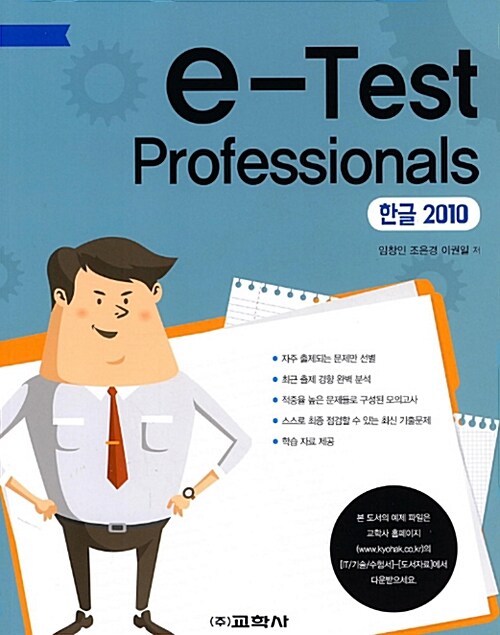 e-Test
Professionals
한글 2010
임창인 조은경 이권일 저
자주 출제되는 문제만 선별
최근 출제 경향 완벽 분석
적중율 높은 문제들로 구성된 모의고사
스스로 최종 점검할 수 있는 최신 기출문제
학습 자료 제공
본 도서의 예제 파일은
교학사 홈페이지
(www.kyohak.co.kr)의
[IT/기술/수험서]-[도서자료]에서
다운받으세요.
(주)교학사